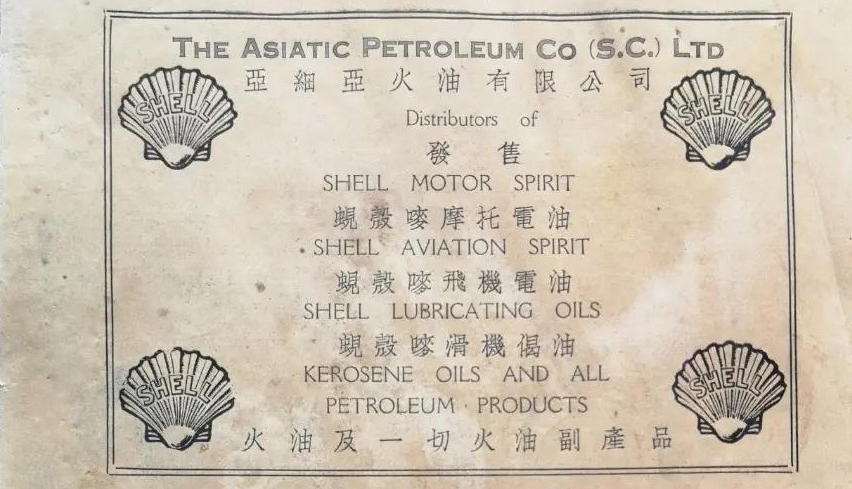 THE ASIATIC PETROLEUM CO (S.C.) LTD
亞細亞火油有限公司
SHELL
SHELL
Distributors of
發售
SHELL MOTOR SPIRIT
蜆殼嘜摩托電油
SHELL AVIATION SPIRIT
蜆殼嘜飛機電油
SHELL LUBRICATING OILS
蜆殼嘜滑機偈油
KEROSENE OILS AND ALL
PETROLEUM PRODUCTS
SHELL
SHELL
火油及一切火油副產品